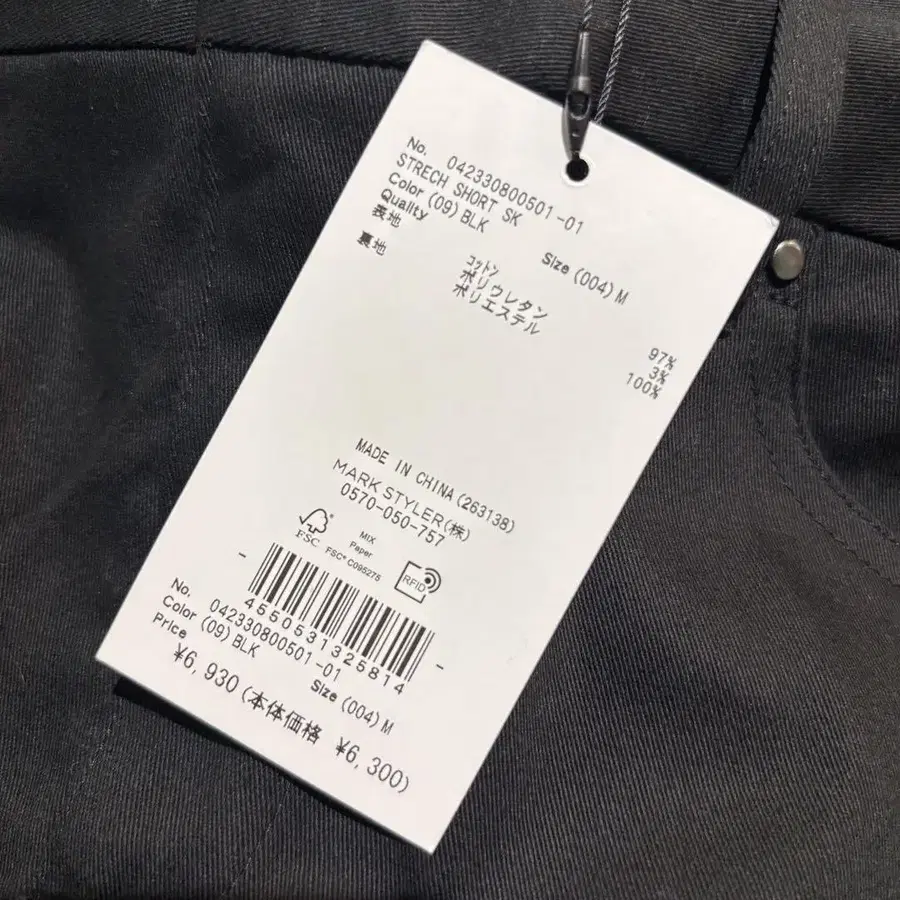 No. 042330800501-01
STRECH SHORT SK
Color (09) BLK Size (004) M
Quality
表地 コットン 97%
ポリウレタン 3%
裏地 ポリエステル 100%
MADE IN CHINA (263138)
MARK STYLER(株)
0570-050-757
FSC
MIX
Paper
FSC® C095275
RFID
4550531325814
No. 042330800501-01
Color (09) BLK Size (004) M
Price
¥6,930 (本体価格 ¥6,300)